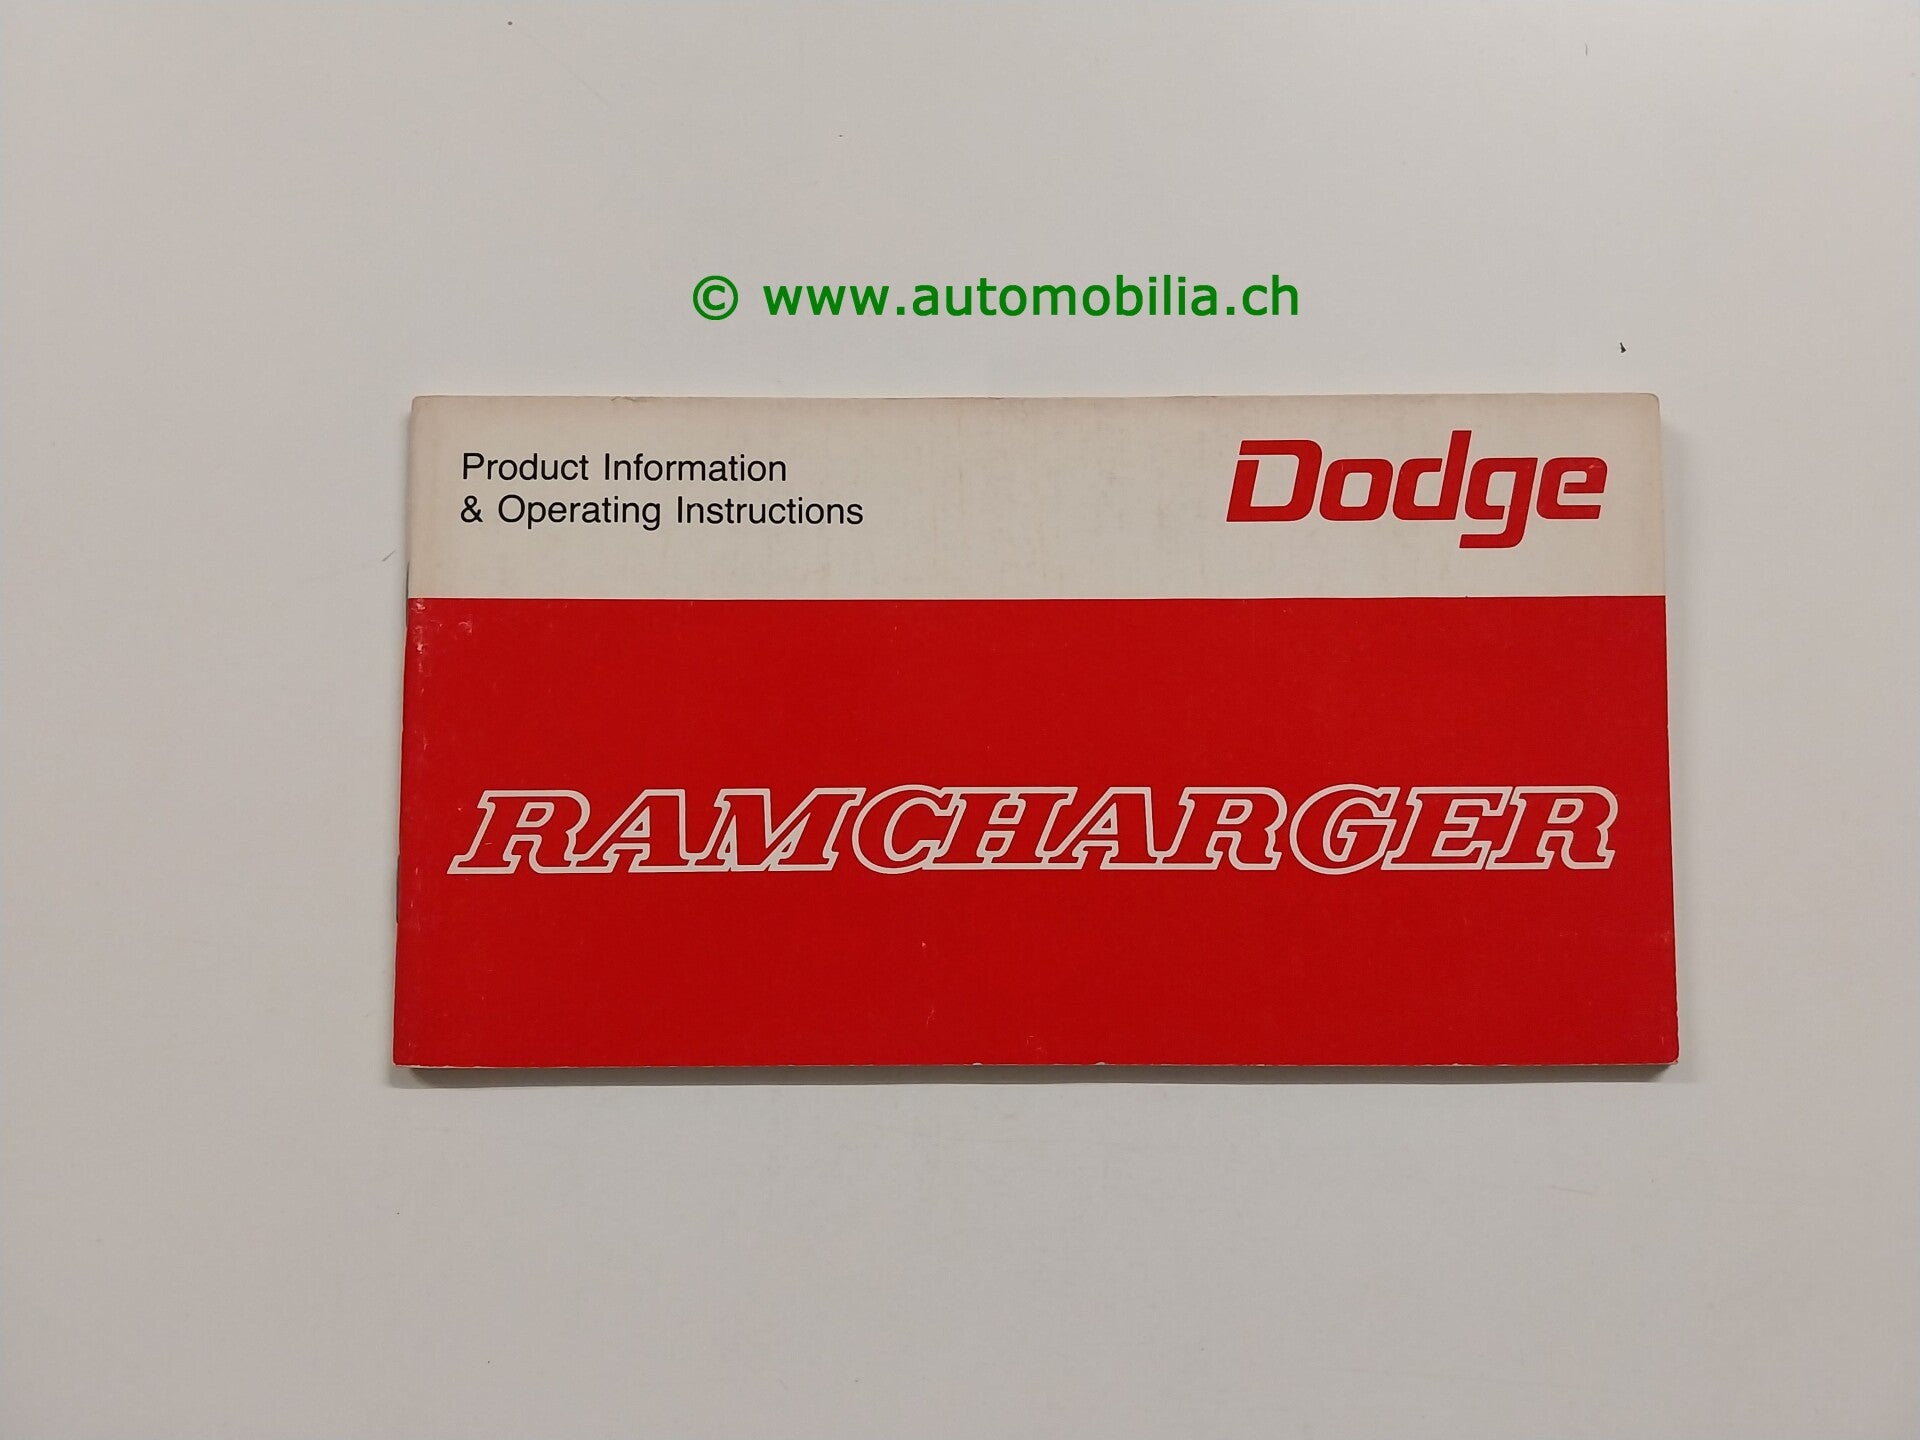 © www.automobilia.ch
Product Information
& Operating Instructions
Dodge
RAMCHARGER